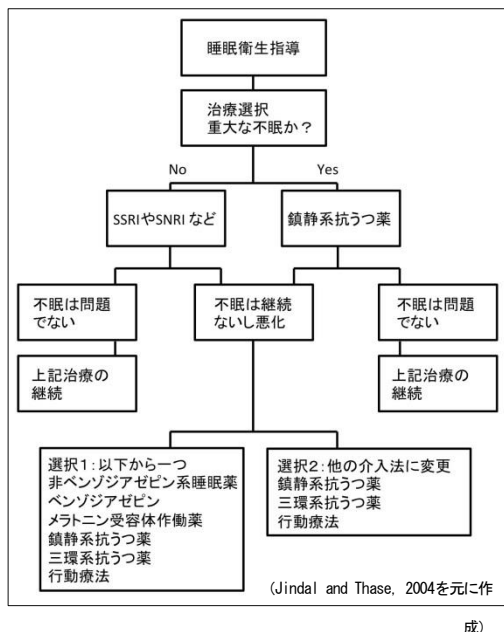 睡眠衛生指導
治療選択
重大な不眠か？
No
Yes
SSRIやSNRI など
鎮静系抗うつ薬
不眠は問題
でない
不眠は継続
ないし悪化
不眠は問題
でない
上記治療の
継続
上記治療の
継続
選択1：以下から一つ
非ベンゾジアゼピン系睡眠薬
ベンゾジアゼピン
メラトニン受容体作働薬
鎮静系抗うつ薬
三環系抗うつ薬
行動療法
選択2：他の介入法に変更
鎮静系抗うつ薬
三環系抗うつ薬
行動療法
(Jindal and Thase, 2004を元に作
成)